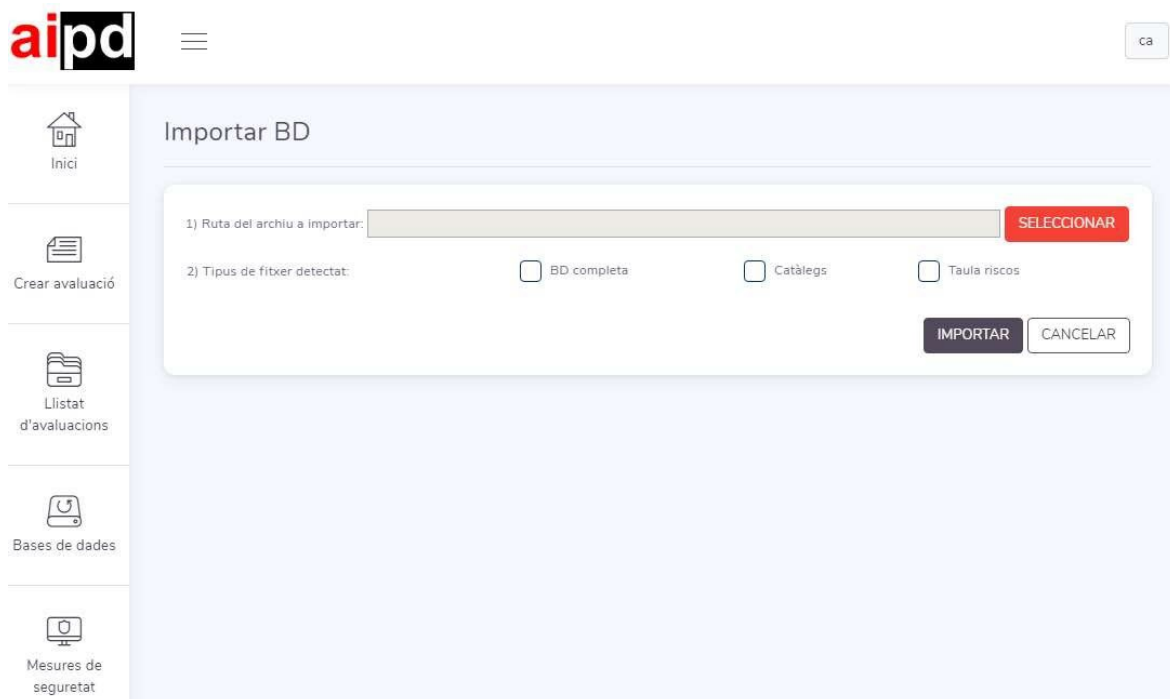 aipd
ca
Inici
Crear avaluació
Llistat
d'avaluacions
Bases de dades
Mesures de
seguretat
Importar BD
1) Ruta del archiu a importar:
SELECCIONAR
2) Tipus de fitxer detectat:
BD completa
Catàlegs
Taula riscos
IMPORTAR
CANCELAR